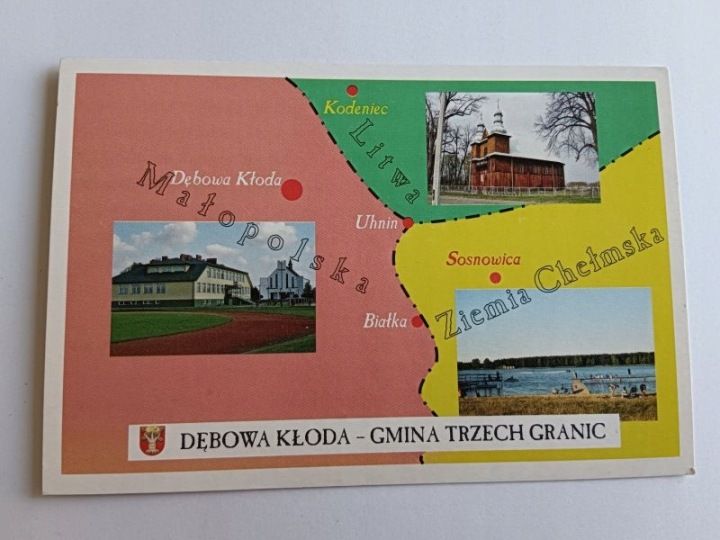 Kodeniec
Litwa
Dębowa Kłoda
Małopolska
Uhnin
Sosnowica
Ziemia Chełmska
Białka
DĘBOWA KŁODA – GMINA TRZECH GRANIC